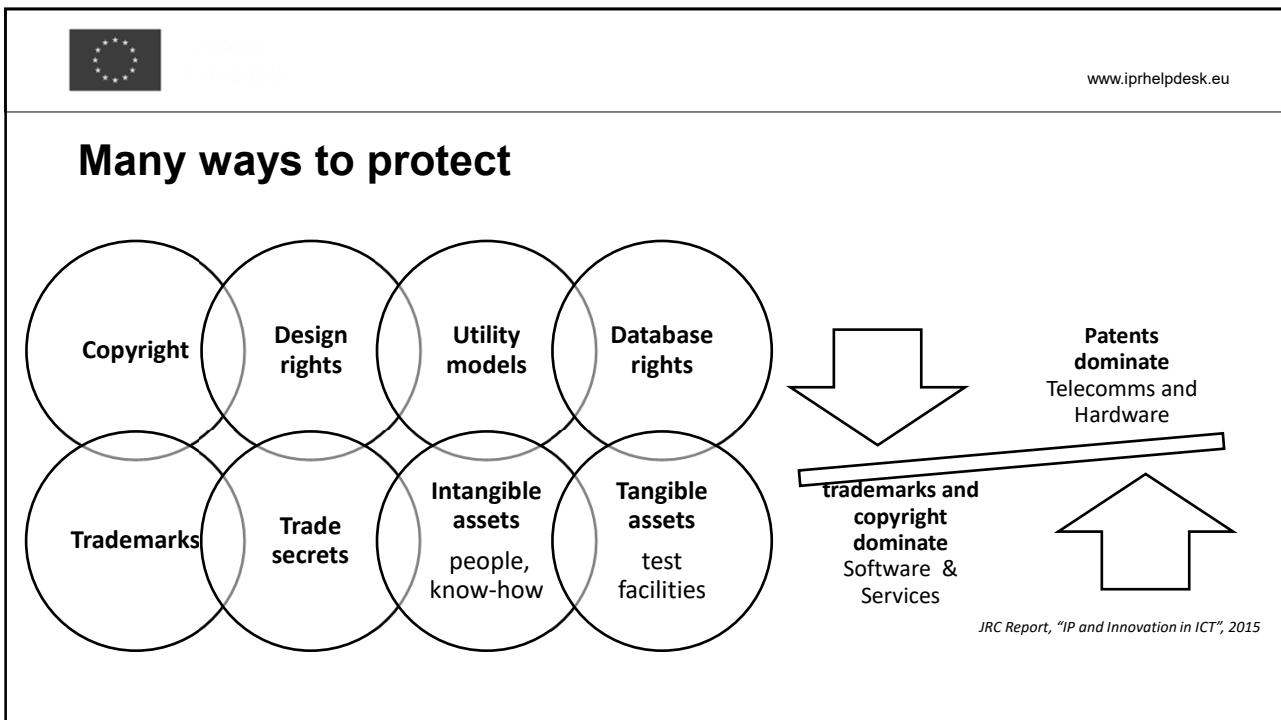 www.iprhelpdesk.eu
Many ways to protect
Copyright
Design
rights
Utility
models
Database
rights
Trademarks
Trade
secrets
Intangible
assets
people,
know-how
Tangible
assets
test
facilities
Patents
dominate
Telecomms and
Hardware
trademarks and
copyright
dominate
Software &
Services
JRC Report, “IP and Innovation in ICT”, 2015